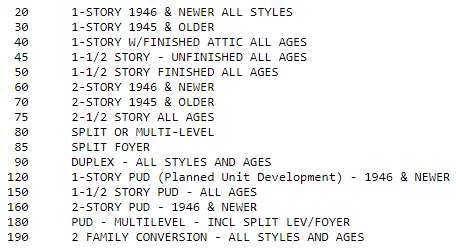 20 1-STORY 1946 & NEWER ALL STYLES
30 1-STORY 1945 & OLDER
40 1-STORY W/FINISHED ATTIC ALL AGES
45 1-1/2 STORY - UNFINISHED ALL AGES
50 1-1/2 STORY FINISHED ALL AGES
60 2-STORY 1946 & NEWER
70 2-STORY 1945 & OLDER
75 2-1/2 STORY ALL AGES
80 SPLIT OR MULTI-LEVEL
85 SPLIT FOYER
90 DUPLEX - ALL STYLES AND AGES
120 1-STORY PUD (Planned Unit Development) - 1946 & NEWER
150 1-1/2 STORY PUD - ALL AGES
160 2-STORY PUD - 1946 & NEWER
180 PUD - MULTILEVEL - INCL SPLIT LEV/FOYER
190 2 FAMILY CONVERSION - ALL STYLES AND AGES